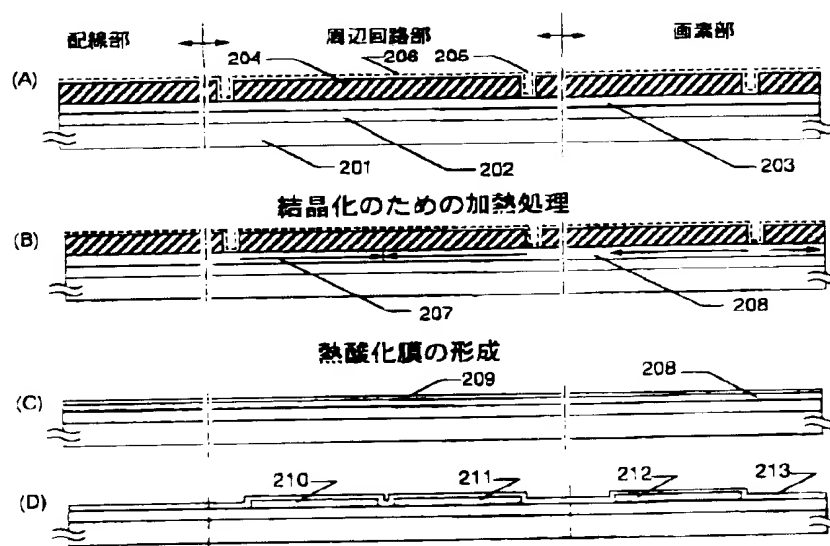 配線部 周辺回路部 画素部
204 206 205
(A)
201 202 203
結晶化のための加熱処理
(B)
207 208
熱酸化膜の形成
209 208
(C)
210 211 212 213
(D)